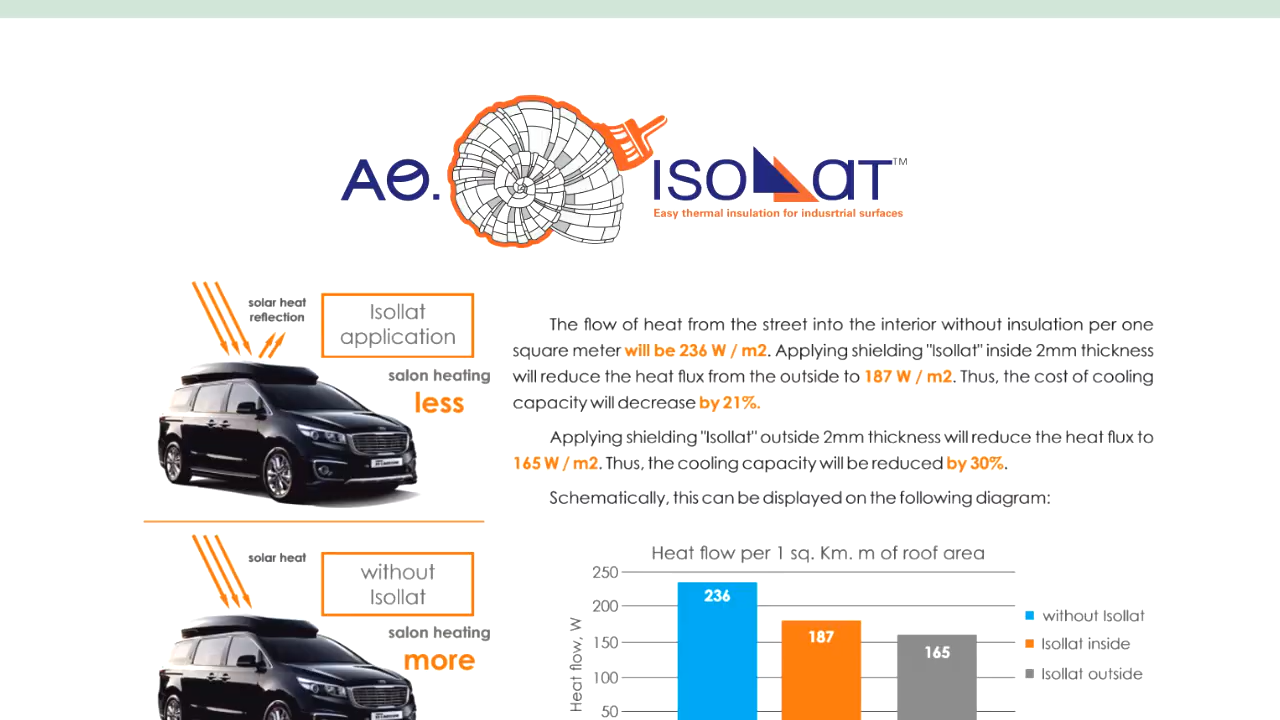 AO.
ISOLLAT™
Easy thermal insulation for indusrtrial surfaces
solar heat
reflection
Isollat
application
salon heating
less
The flow of heat from the street into the interior without insulation per one
square meter will be 236 W / m2. Applying shielding "Isollat" inside 2mm thickness
will reduce the heat flux from the outside to 187 W / m2. Thus, the cost of cooling
capacity will decrease by 21%.
Applying shielding "Isollat" outside 2mm thickness will reduce the heat flux to
165 W / m2. Thus, the cooling capacity will be reduced by 30%.
Schematically, this can be displayed on the following diagram:
solar heat
without
Isollat
salon heating
more
Heat flow per 1 sq. Km. m of roof area
Heat flow, W
250
200
150
100
50
236
187
165
without Isollat
Isollat inside
Isollat outside